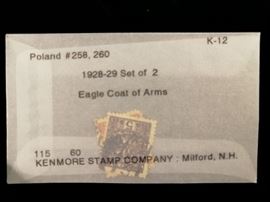 K-12
Poland #258, 260
1928-29 Set of 2
Eagle Coat of Arms
115 60
KENMORE STAMP COMPANY : Milford, N.H.